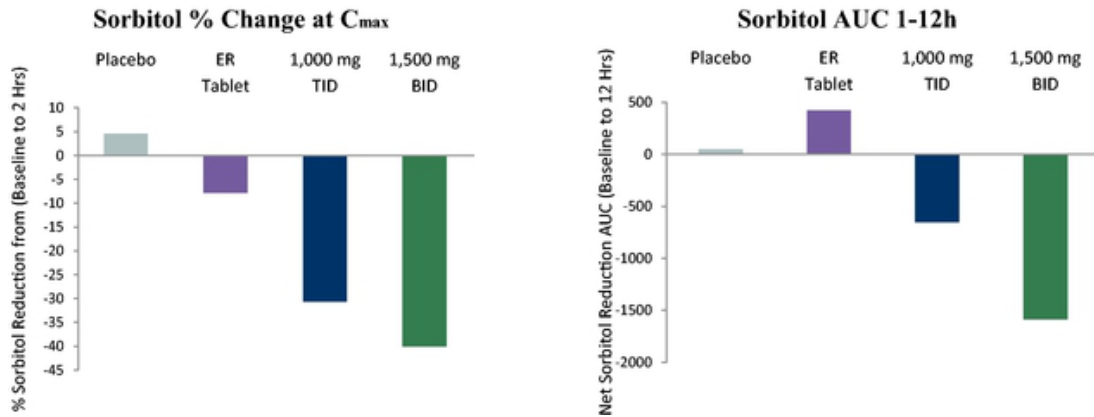 Sorbitol % Change at Cmax
Placebo ER 1,000 mg 1,500 mg
Tablet TID BID
% Sorbitol Reduction from (Baseline to 2 Hrs)
10
5
0
-5
-10
-15
-20
-25
-30
-35
-40
-45
Sorbitol AUC 1-12h
Placebo ER 1,000 mg 1,500 mg
Tablet TID BID
Net Sorbitol Reduction AUC (Baseline to 12 Hrs)
500
0
-500
-1000
-1500
-2000